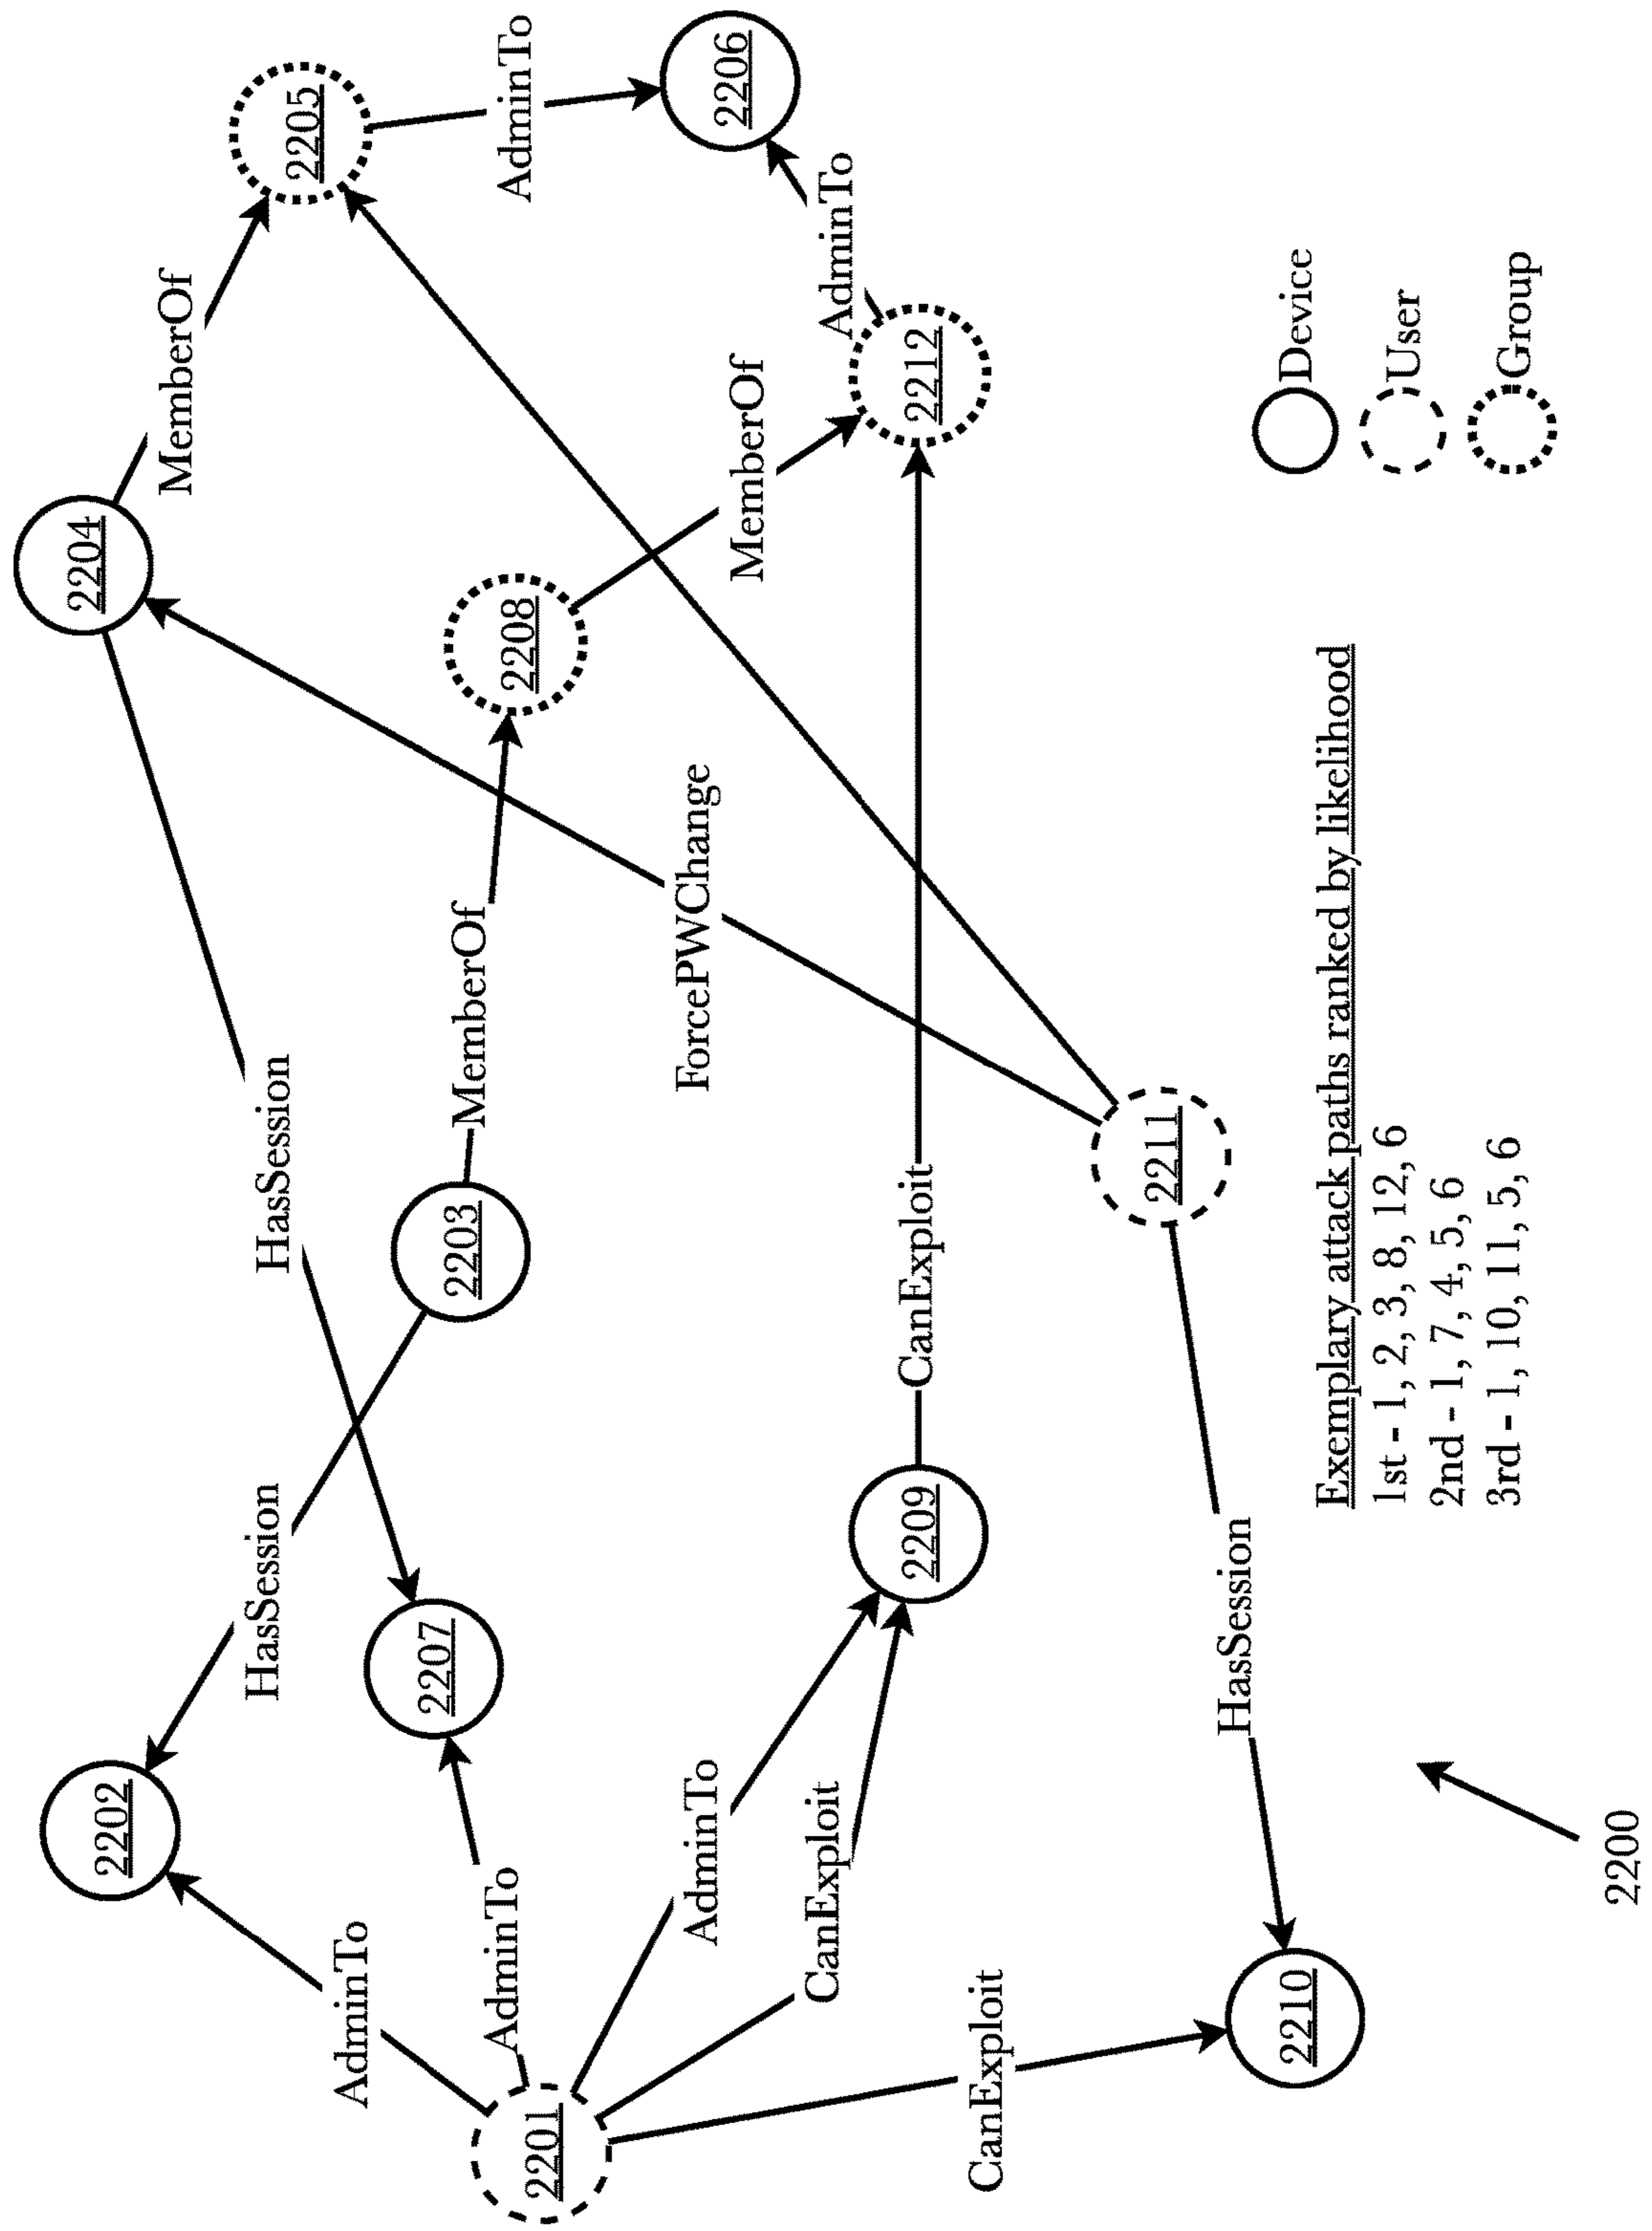 2202
2204
MemberOf
HasSession
HasSession
2205
AdminTo
2207
2203
MemberOf
AdminTo
AdminTo
2208
2201
ForcePWChange
AdminTo
2206
MemberOf
CanExploit
AdminTo
2209
CanExploit
2212
CanExploit
2211
HasSession
2210
Device
User
Group
Exemplary attack paths ranked by likelihood
1st - 1, 2, 3, 8, 12, 6
2nd - 1, 7, 4, 5, 6
3rd - 1, 10, 11, 5, 6
2200